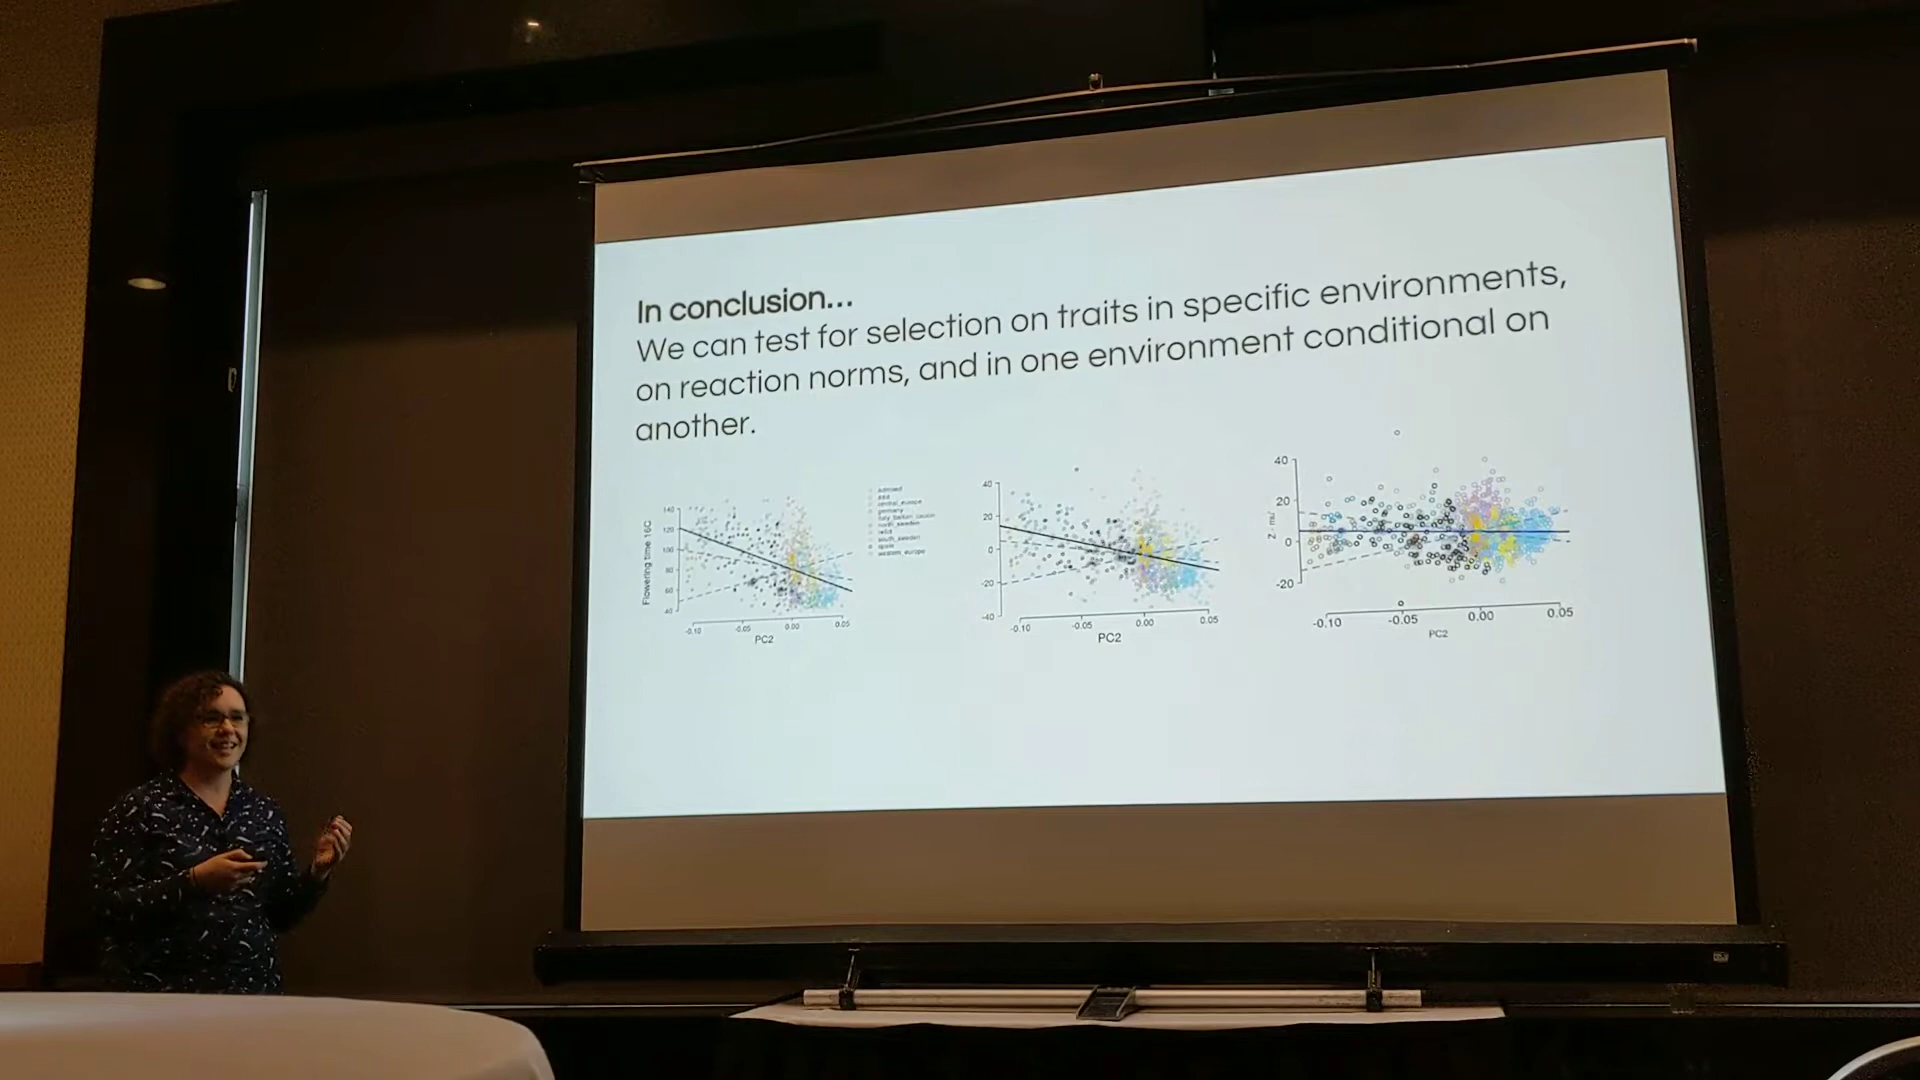 In conclusion...
We can test for selection on traits in specific environments,
on reaction norms, and in one environment conditional on
another.
Flowering time 16C
140
120
100
80
60
40
-0.10 -0.05 0.00 0.05
PC2
admixed
central_europe
germany
north_sweden
relict
south_sweden
spain
western_europe
40
20
0
-20
-40
-0.10 -0.05 0.00 0.05
PC2
40
20
0
-20
-0.10 -0.05 0.00 0.05
PC2